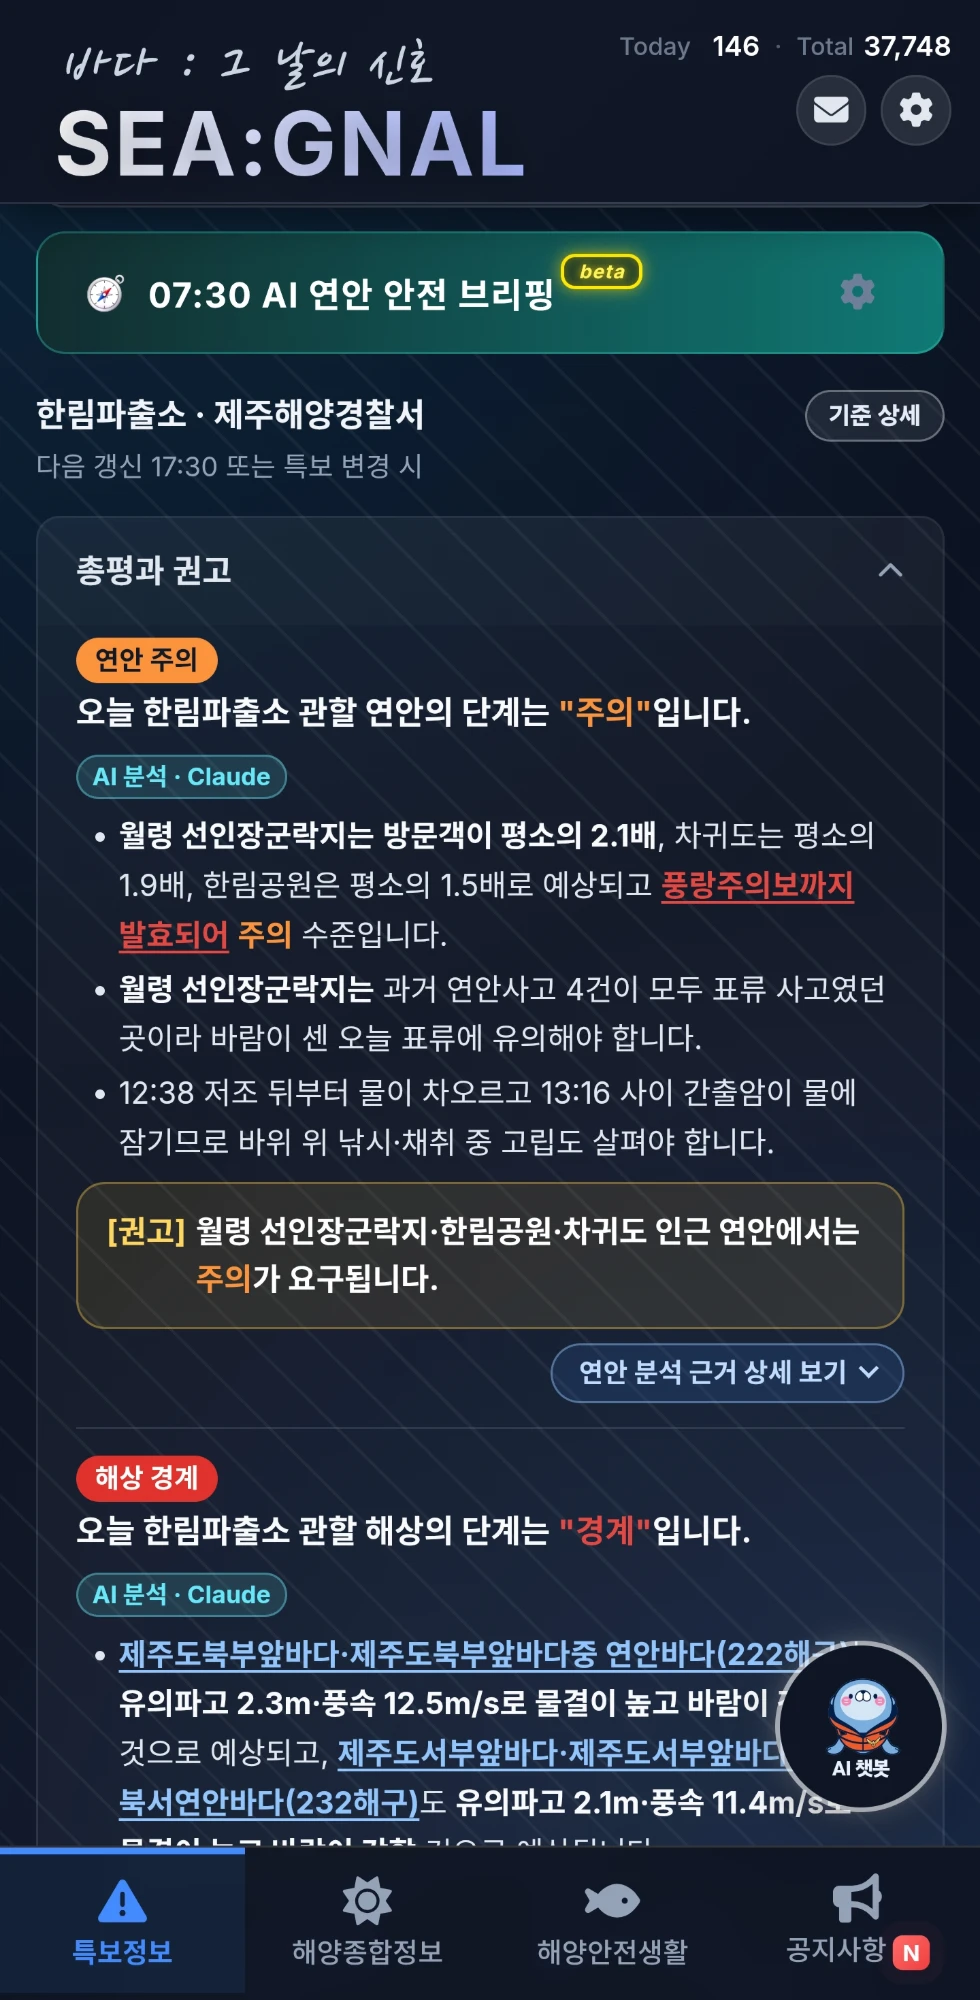 바다 : 그 날의 신호
Today 146 · Total 37,748
SEA:GNAL
07:30 AI 연안 안전 브리핑 beta
한림파출소 · 제주해양경찰서
기준 상세
다음 갱신 17:30 또는 특보 변경 시
총평과 권고
연안 주의
오늘 한림파출소 관할 연안의 단계는 "주의"입니다.
AI 분석 · Claude
• 월령 선인장군락지는 방문객이 평소의 2.1배, 차귀도는 평소의
1.9배, 한림공원은 평소의 1.5배로 예상되고 풍랑주의보까지
발효되어 주의 수준입니다.
• 월령 선인장군락지는 과거 연안사고 4건이 모두 표류 사고였던
곳이라 바람이 센 오늘 표류에 유의해야 합니다.
• 12:38 저조 뒤부터 물이 차오르고 13:16 사이 간출암이 물에
잠기므로 바위 위 낚시·채취 중 고립도 살펴야 합니다.
[권고] 월령 선인장군락지·한림공원·차귀도 인근 연안에서는
주의가 요구됩니다.
연안 분석 근거 상세 보기
해상 경계
오늘 한림파출소 관할 해상의 단계는 "경계"입니다.
AI 분석 · Claude
• 제주도북부앞바다·제주도북부앞바다중 연안바다(222해구)
유의파고 2.3m·풍속 12.5m/s로 물결이 높고 바람이
것으로 예상되고, 제주도서부앞바다·제주도서부앞바다
북서연안바다(232해구)도 유의파고 2.1m·풍속 11.4m/s로
AI 챗봇
특보정보
해양종합정보
해양안전생활
공지사항 N